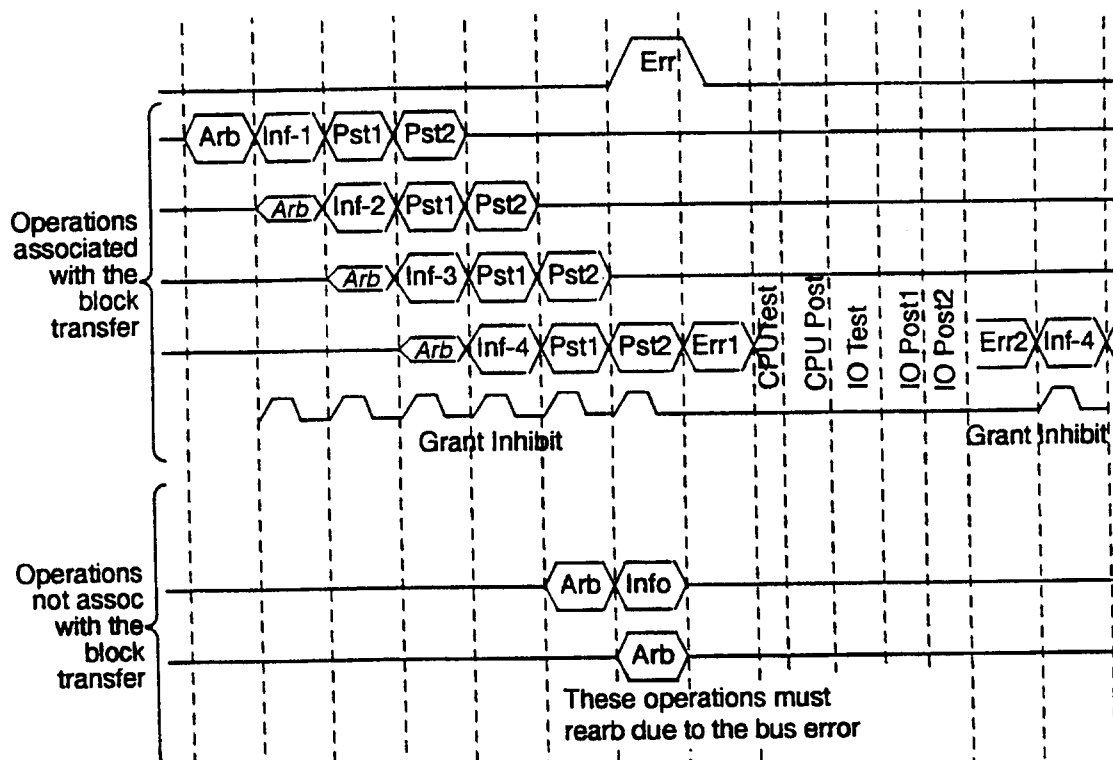 Err
Arb Inf-1 Pst1 Pst2
Arb Inf-2 Pst1 Pst2
Arb Inf-3 Pst1 Pst2
Arb Inf-4 Pst1 Pst2 Err1
CPUTest
CPU Post
IO Test
IO Post1
IO Post2
Err2 Inf-4
Operations
associated
with the
block
transfer
Grant Inhibit
Grant Inhibit
Operations
not assoc
with the
block
transfer
Arb Info
Arb
These operations must
rearb due to the bus error